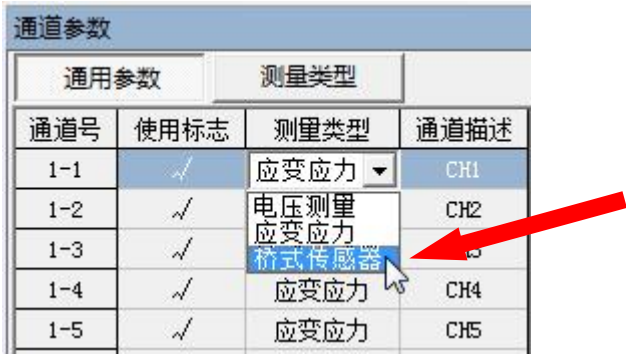 通道参数
通用参数 测量类型
通道号 使用标志 测量类型 通道描述
1-1 √ 应变应力 CH1
1-2 √ 电压测量 CH2
应变应力
1-3 √ 桥式传感器
1-4 √ 应变应力 CH4
1-5 √ 应变应力 CH5